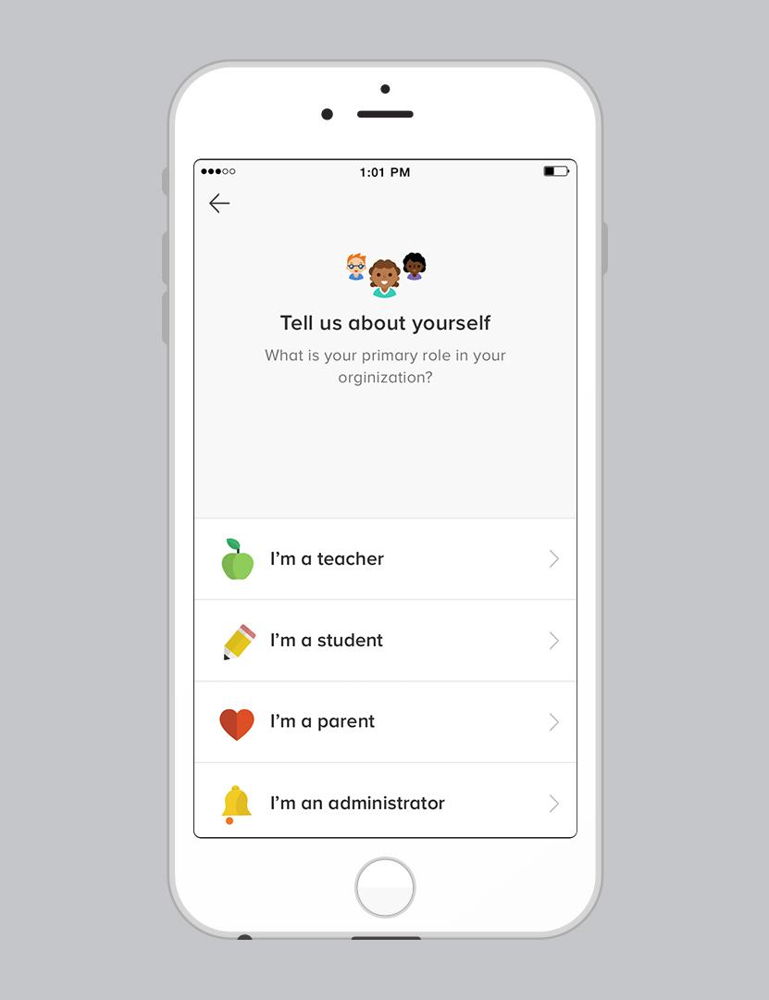 1:01 PM
Tell us about yourself
What is your primary role in your
orginization?
I’m a teacher
I’m a student
I’m a parent
I’m an administrator